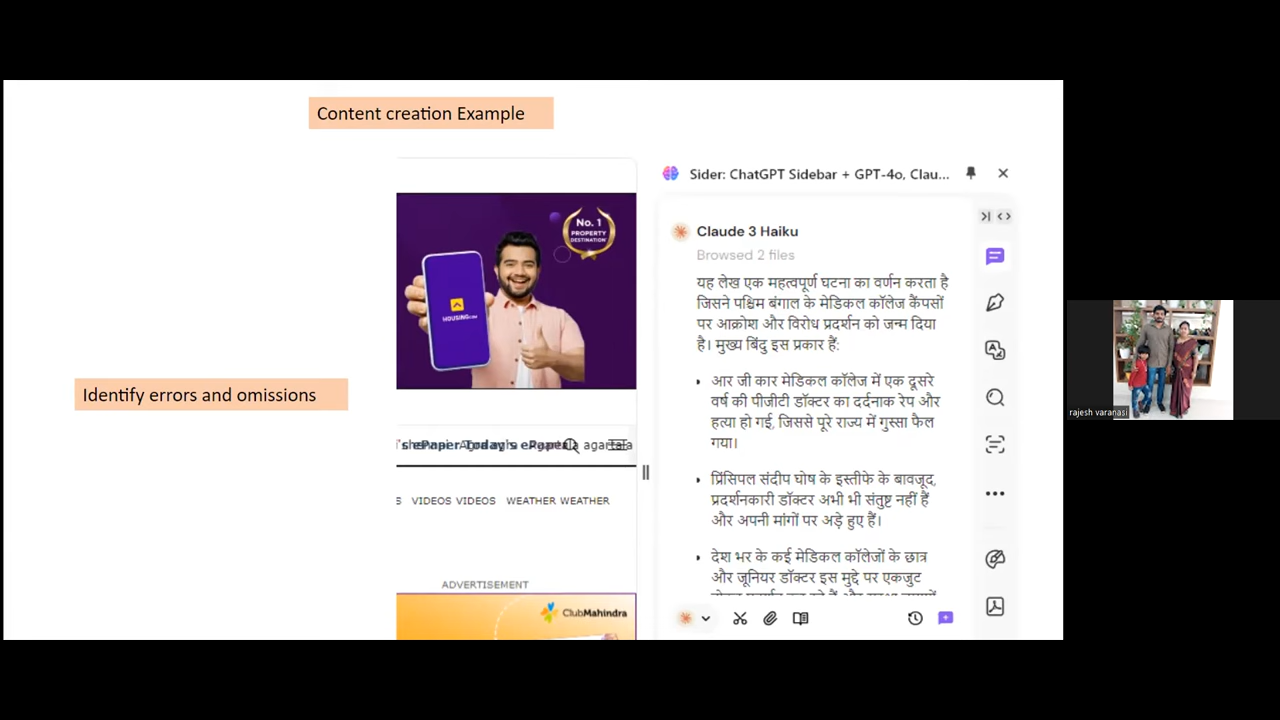 Content creation Example
Identify errors and omissions
No. 1
PROPERTY
DESTINATION
HOUSING.COM
VIDEOS VIDEOS WEATHER WEATHER
ADVERTISEMENT
ClubMahindra
Sider: ChatGPT Sidebar + GPT-4o, Clau...
Claude 3 Haiku
Browsed 2 files
यह लेख एक महत्वपूर्ण घटना का वर्णन करता है
जिसने पश्चिम बंगाल के मेडिकल कॉलेज कैंपसों
पर आक्रोश और विरोध प्रदर्शन को जन्म दिया
है। मुख्य बिंदु इस प्रकार हैं:
आर जी कार मेडिकल कॉलेज में एक दूसरे
वर्ष की पीजीटी डॉक्टर का दर्दनाक रेप और
हत्या हो गई, जिससे पूरे राज्य में गुस्सा फैल
गया।
प्रिंसिपल संदीप घोष के इस्तीफे के बावजूद,
प्रदर्शनकारी डॉक्टर अभी भी संतुष्ट नहीं हैं
और अपनी मांगों पर अड़े हुए हैं।
देश भर के कई मेडिकल कॉलेजों के छात्र
और जूनियर डॉक्टर इस मुद्दे पर एकजुट
rajesh varanasi